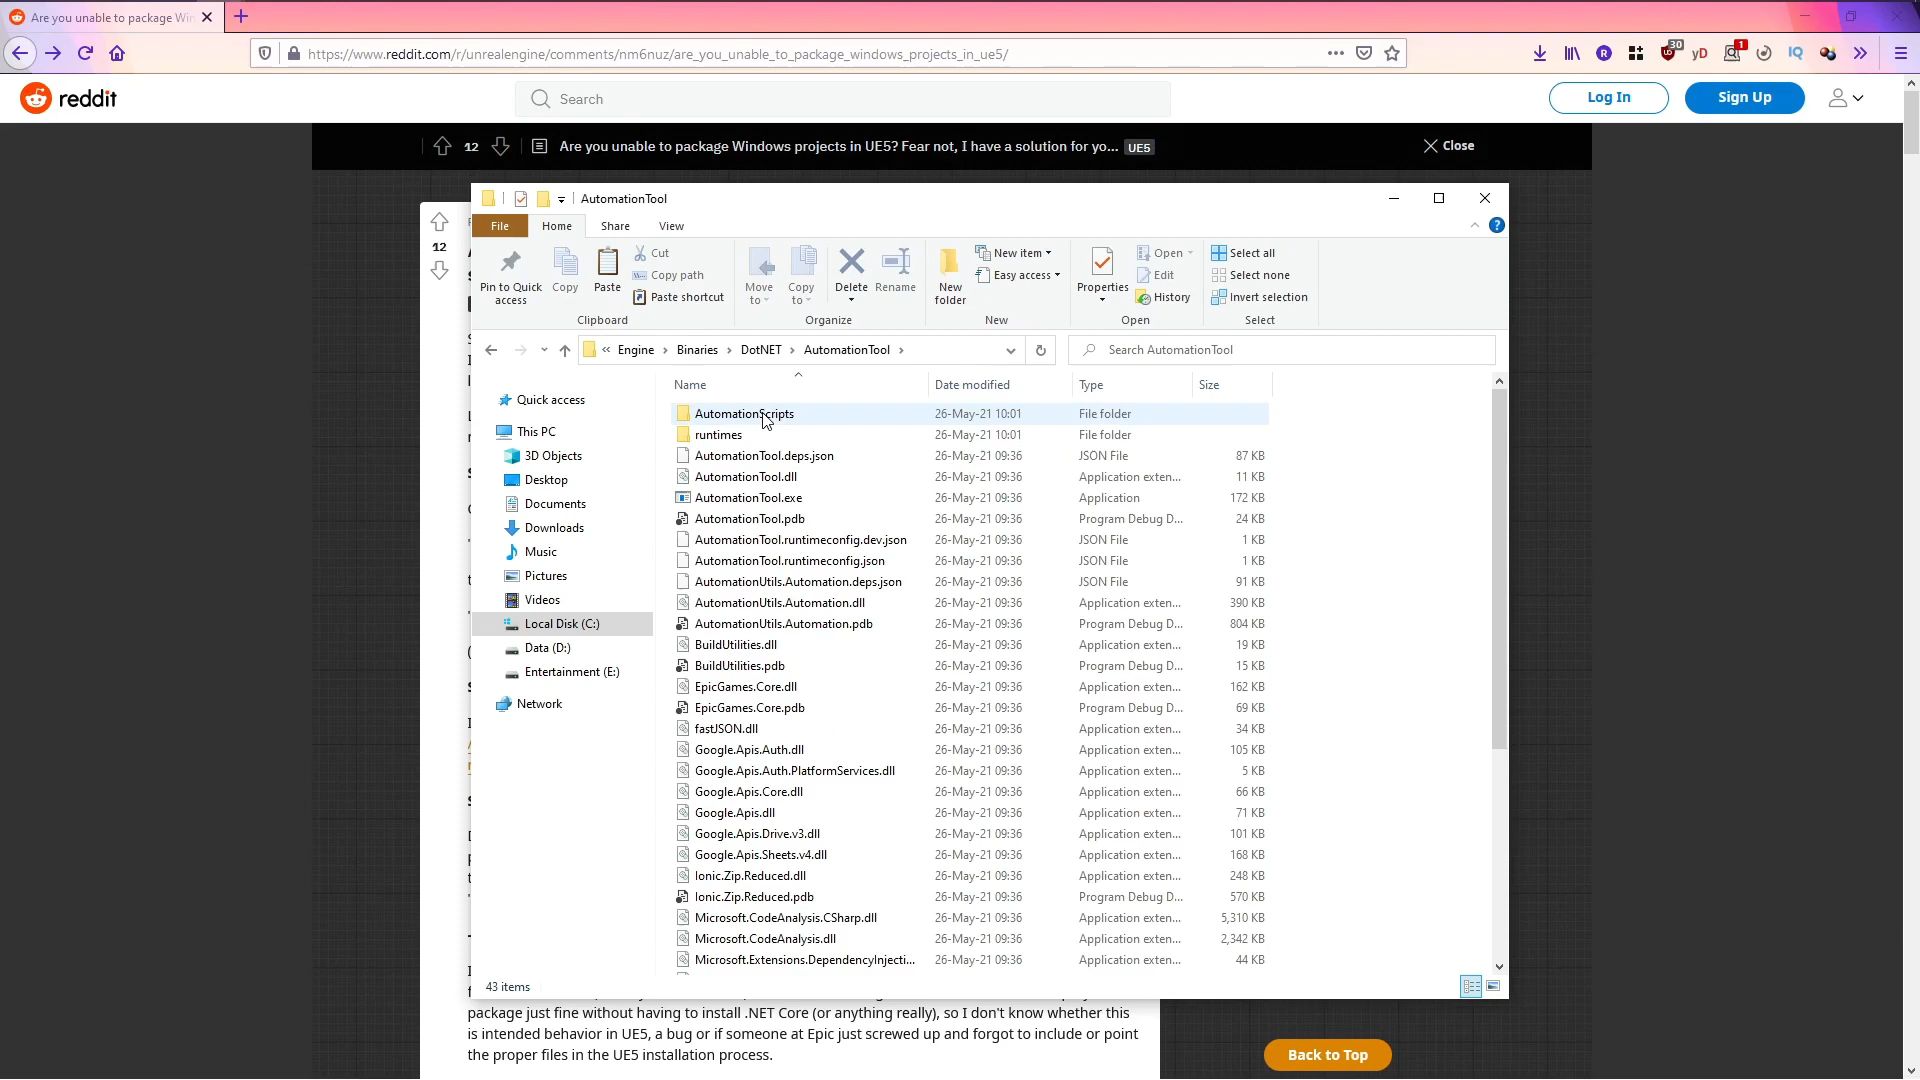 Are you unable to package Win
https://www.reddit.com/r/unrealengine/comments/nm6nuz/are_you_unable_to_package_windows_projects_in_ue5/
30
yD
1
IQ
reddit
Search
Log In
Sign Up
12
Are you unable to package Windows projects in UE5? Fear not, I have a solution for yo...
UE5
Close
12
AutomationTool
File
Home
Share
View
Pin to Quick access
Copy
Paste
Cut
Copy path
Paste shortcut
Clipboard
Move to
Copy to
Delete
Rename
Organize
New folder
New item
Easy access
New
Properties
Open
Edit
History
Open
Select all
Select none
Invert selection
Select
« Engine › Binaries › DotNET › AutomationTool ›
Search AutomationTool
Quick access
This PC
3D Objects
Desktop
Documents
Downloads
Music
Pictures
Videos
Local Disk (C:)
Data (D:)
Entertainment (E:)
Network
Name Date modified Type Size
AutomationScripts 26-May-21 10:01 File folder
runtimes 26-May-21 10:01 File folder
AutomationTool.deps.json 26-May-21 09:36 JSON File 87 KB
AutomationTool.dll 26-May-21 09:36 Application exten... 11 KB
AutomationTool.exe 26-May-21 09:36 Application 172 KB
AutomationTool.pdb 26-May-21 09:36 Program Debug D... 24 KB
AutomationTool.runtimeconfig.dev.json 26-May-21 09:36 JSON File 1 KB
AutomationTool.runtimeconfig.json 26-May-21 09:36 JSON File 1 KB
AutomationUtils.Automation.deps.json 26-May-21 09:36 JSON File 91 KB
AutomationUtils.Automation.dll 26-May-21 09:36 Application exten... 390 KB
AutomationUtils.Automation.pdb 26-May-21 09:36 Program Debug D... 804 KB
BuildUtilities.dll 26-May-21 09:36 Application exten... 19 KB
BuildUtilities.pdb 26-May-21 09:36 Program Debug D... 15 KB
EpicGames.Core.dll 26-May-21 09:36 Application exten... 162 KB
EpicGames.Core.pdb 26-May-21 09:36 Program Debug D... 69 KB
fastJSON.dll 26-May-21 09:36 Application exten... 34 KB
Google.Apis.Auth.dll 26-May-21 09:36 Application exten... 105 KB
Google.Apis.Auth.PlatformServices.dll 26-May-21 09:36 Application exten... 5 KB
Google.Apis.Core.dll 26-May-21 09:36 Application exten... 66 KB
Google.Apis.dll 26-May-21 09:36 Application exten... 71 KB
Google.Apis.Drive.v3.dll 26-May-21 09:36 Application exten... 101 KB
Google.Apis.Sheets.v4.dll 26-May-21 09:36 Application exten... 168 KB
Ionic.Zip.Reduced.dll 26-May-21 09:36 Application exten... 248 KB
Ionic.Zip.Reduced.pdb 26-May-21 09:36 Program Debug D... 570 KB
Microsoft.CodeAnalysis.CSharp.dll 26-May-21 09:36 Application exten... 5,310 KB
Microsoft.CodeAnalysis.dll 26-May-21 09:36 Application exten... 2,342 KB
Microsoft.Extensions.DependencyInjecti... 26-May-21 09:36 Application exten... 44 KB
43 items
package just fine without having to install .NET Core (or anything really), so I don't know whether this
is intended behavior in UE5, a bug or if someone at Epic just screwed up and forgot to include or point
the proper files in the UE5 installation process.
Back to Top